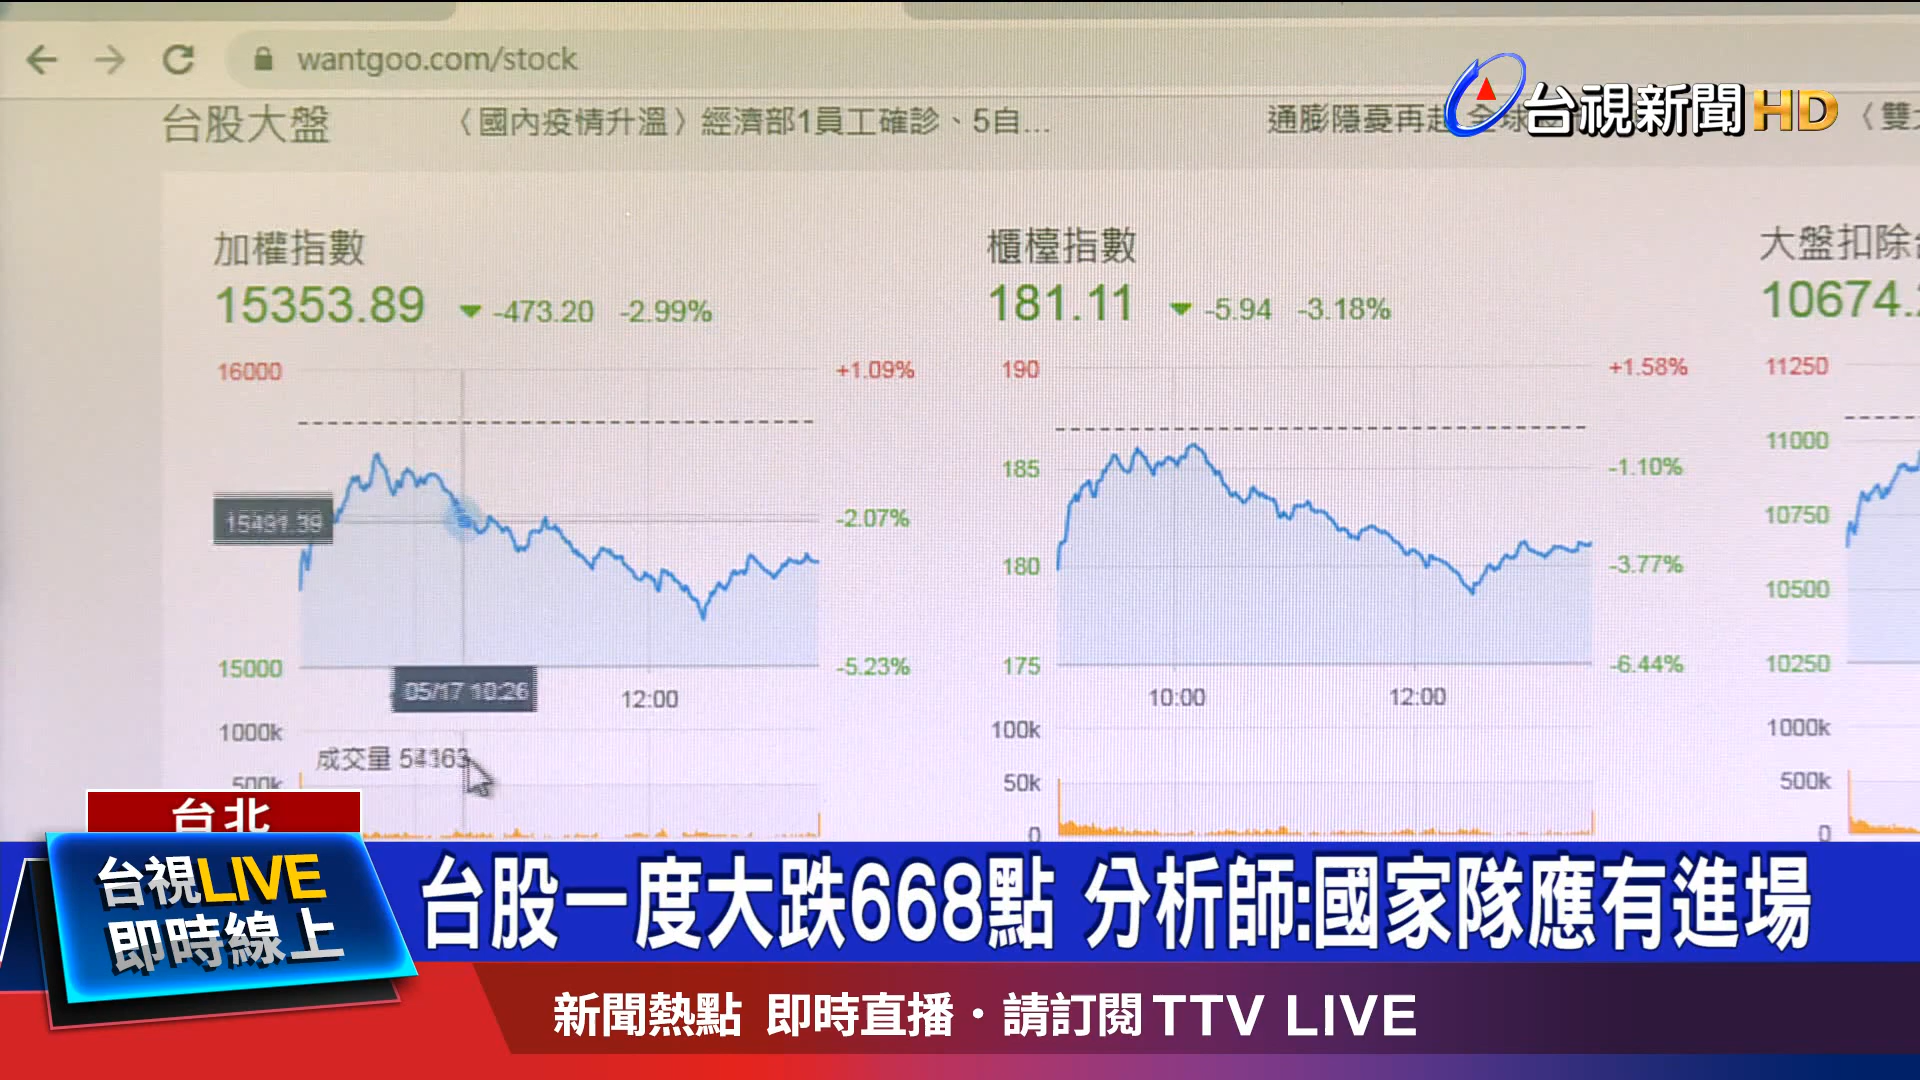 wantgoo.com/stock
台視新聞HD
台股大盤
〈國內疫情升溫〉經濟部1員工確診、5自...
通膨隱憂再起
加權指數
15353.89 ▼ -473.20 -2.99%
櫃檯指數
181.11 ▼ -5.94 -3.18%
大盤扣除
10674.
16000
+1.09%
15491.39
-2.07%
15000
-5.23%
05/17 10:26
12:00
1000k
成交量 54163
500k
190
+1.58%
185
-1.10%
180
-3.77%
175
-6.44%
10:00
12:00
100k
50k
0
11250
11000
10750
10500
10250
1000k
500k
0
台北
台視LIVE
即時線上
台股一度大跌668點 分析師:國家隊應有進場
新聞熱點 即時直播・請訂閱TTV LIVE